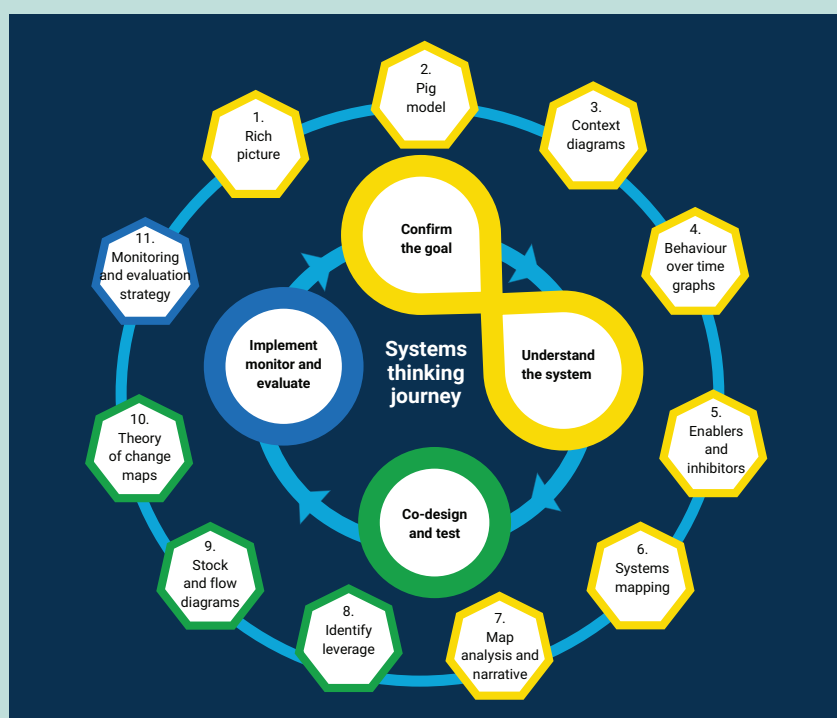 1.
Rich
picture
2.
Pig
model
3.
Context
diagrams
4.
Behaviour
over time
graphs
5.
Enablers
and
inhibitors
6.
Systems
mapping
7.
Map
analysis and
narrative
8.
Identify
leverage
9.
Stock
and flow
diagrams
10.
Theory
of change
maps
11.
Monitoring
and evaluation
strategy
Confirm
the goal
Understand
the system
Co-design
and test
Implement
monitor and
evaluate
Systems
thinking
journey